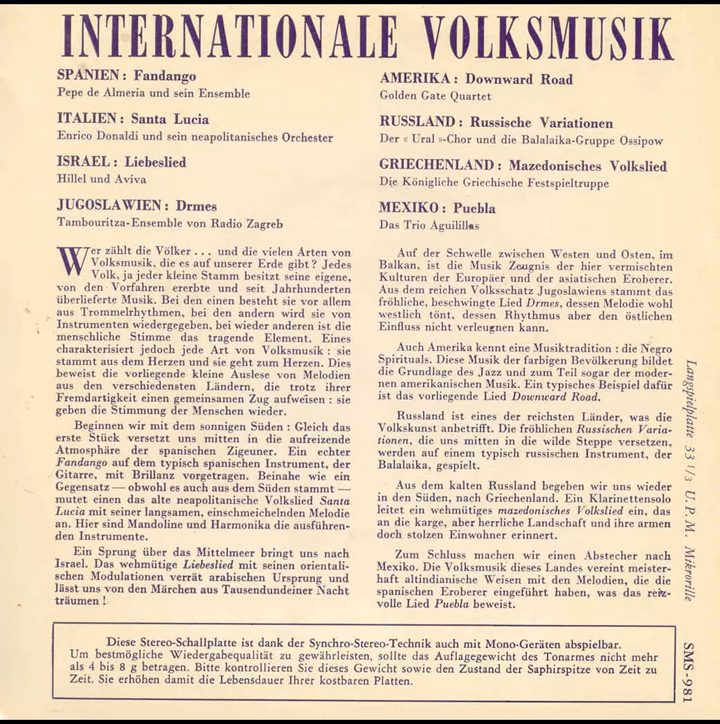 INTERNATIONALE VOLKSMUSIK
SPANIEN : Fandango
Pepe de Almeria und sein Ensemble
ITALIEN : Santa Lucia
Enrico Donaldi und sein neapolitanisches Orchester
ISRAEL : Liebeslied
Hillel und Aviva
JUGOSLAWIEN : Drmes
Tambouritza-Ensemble von Radio Zagreb
AMERIKA : Downward Road
Golden Gate Quartet
RUSSLAND : Russische Variationen
Der « Ural »-Chor und die Balalaika-Gruppe Ossipow
GRIECHENLAND : Mazedonisches Volkslied
Die Königliche Griechische Festspieltruppe
MEXIKO : Puebla
Das Trio Aguilillas
Wer zählt die Völker . . . und die vielen Arten von
Volksmusik, die es auf unserer Erde gibt ? Jedes
Volk, ja jeder kleine Stamm besitzt seine eigene,
von den Vorfahren ererbte und seit Jahrhunderten
überlieferte Musik. Bei den einen besteht sie vor allem
aus Trommelrhythmen, bei den andern wird sie von
Instrumenten wiedergegeben, bei wieder anderen ist die
menschliche Stimme das tragende Element. Eines
charakterisiert jedoch jede Art von Volksmusik : sie
stammt aus dem Herzen und sie geht zum Herzen. Dies
beweist die vorliegende kleine Auslese von Melodien
aus den verschiedensten Ländern, die trotz ihrer
Fremdartigkeit einen gemeinsamen Zug aufweisen : sie
geben die Stimmung der Menschen wieder.
Beginnen wir mit dem sonnigen Süden : Gleich das
erste Stück versetzt uns mitten in die aufreizende
Atmosphäre der spanischen Zigeuner. Ein echter
Fandango auf dem typisch spanischen Instrument, der
Gitarre, mit Brillanz vorgetragen. Beinahe wie ein
Gegensatz — obwohl es auch aus dem Süden stammt —
mutet einen das alte neapolitanische Volkslied Santa
Lucia mit seiner langsamen, einschmeichelnden Melodie
an. Hier sind Mandoline und Harmonika die ausführen-
den Instrumente.
Ein Sprung über das Mittelmeer bringt uns nach
Israel. Das wehmütige Liebeslied mit seinen orientali-
schen Modulationen verrät arabischen Ursprung und
lässt uns von den Märchen aus Tausendundeiner Nacht
träumen !
Auf der Schwelle zwischen Westen und Osten, im
Balkan, ist die Musik Zeugnis der hier vermischten
Kulturen der Europäer und der asiatischen Eroberer.
Aus dem reichen Volksschatz Jugoslawiens stammt das
fröhliche, beschwingte Lied Drmes, dessen Melodie wohl
westlich tönt, dessen Rhythmus aber den östlichen
Einfluss nicht verleugnen kann.
Auch Amerika kennt eine Musiktradition : die Negro
Spirituals. Diese Musik der farbigen Bevölkerung bildet
die Grundlage des Jazz und zum Teil sogar der moder-
nen amerikanischen Musik. Ein typisches Beispiel dafür
ist das vorliegende Lied Downward Road.
Russland ist eines der reichsten Länder, was die
Volkskunst anbetrifft. Die fröhlichen Russischen Varia-
tionen, die uns mitten in die wilde Steppe versetzen,
werden auf einem typisch russischen Instrument, der
Balalaika, gespielt.
Aus dem kalten Russland begeben wir uns wieder
in den Süden, nach Griechenland. Ein Klarinettensolo
leitet ein wehmütiges mazedonisches Volkslied ein, das
an die karge, aber herrliche Landschaft und ihre armen
doch stolzen Einwohner erinnert.
Zum Schluss machen wir einen Abstecher nach
Mexiko. Die Volksmusik dieses Landes vereint meister-
haft altindianische Weisen mit den Melodien, die die
spanischen Eroberer eingeführt haben, was das reiz-
volle Lied Puebla beweist.
Langspielplatte 33 1/3 U.P.M. Mikrorille
SMS-981
Diese Stereo-Schallplatte ist dank der Synchro-Stereo-Technik auch mit Mono-Geräten abspielbar.
Um bestmögliche Wiedergabequalität zu gewährleisten, sollte das Auflagegewicht des Tonarmes nicht mehr
als 4 bis 8 g betragen. Bitte kontrollieren Sie dieses Gewicht sowie den Zustand der Saphirspitze von Zeit zu
Zeit. Sie erhöhen damit die Lebensdauer Ihrer kostbaren Platten.